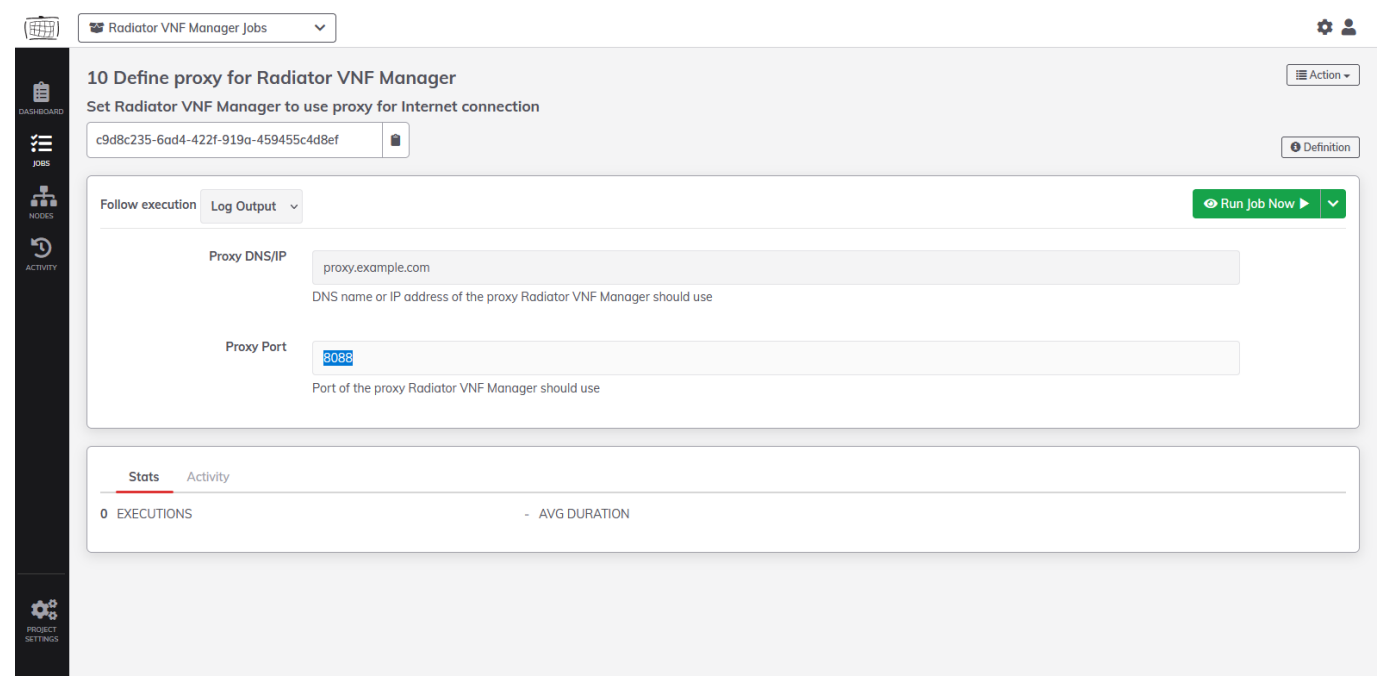 Radiator VNF Manager Jobs
10 Define proxy for Radiator VNF Manager
Action
Set Radiator VNF Manager to use proxy for Internet connection
c9d8c235-6ad4-422f-919a-459455c4d8ef
Definition
DASHBOARD
JOBS
NODES
ACTIVITY
PROJECT
SETTINGS
Follow execution Log Output
Run Job Now
Proxy DNS/IP
proxy.example.com
DNS name or IP address of the proxy Radiator VNF Manager should use
Proxy Port
8088
Port of the proxy Radiator VNF Manager should use
Stats Activity
0 EXECUTIONS - AVG DURATION